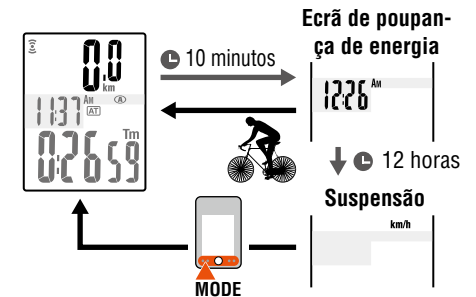 Ecrã de poupan-
ça de energia
0.0
km
10 minutos
11:37 AM A
AT
Tm
0:26 59
12:26 AM
12 horas
Suspensão
km/h
MODE